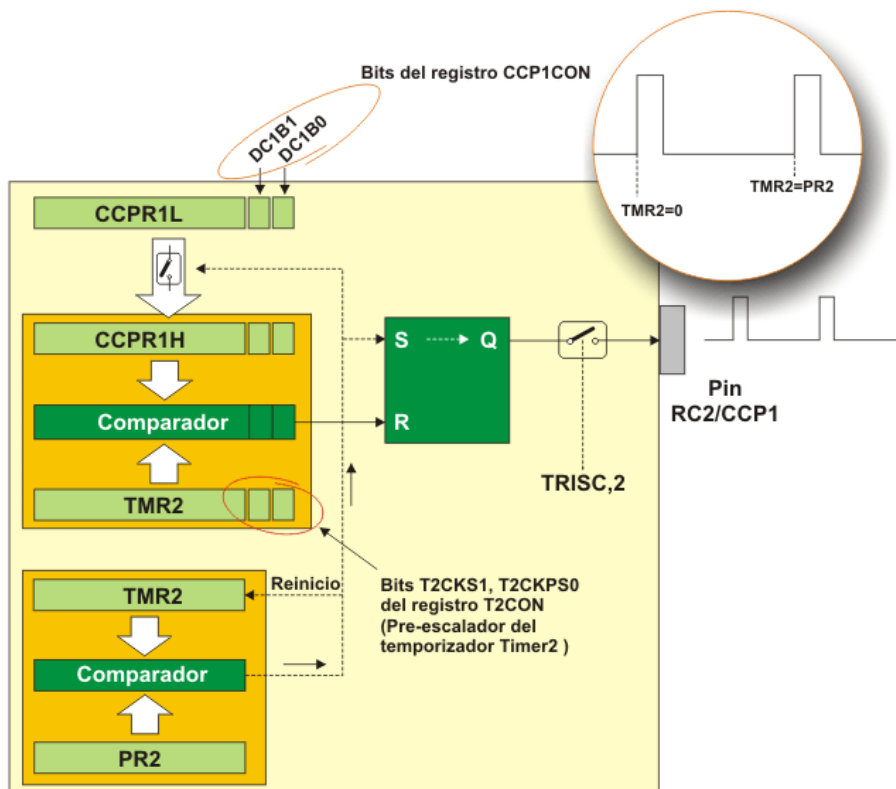 Bits del registro CCP1CON
DC1B1
DC1B0
TMR2=0
TMR2=PR2
CCPR1L
CCPR1H
Comparador
TMR2
S
Q
R
Pin
RC2/CCP1
TRISC,2
Reinicio
Bits T2CKS1, T2CKPS0
del registro T2CON
(Pre-escalador del
temporizador Timer2 )
TMR2
Comparador
PR2